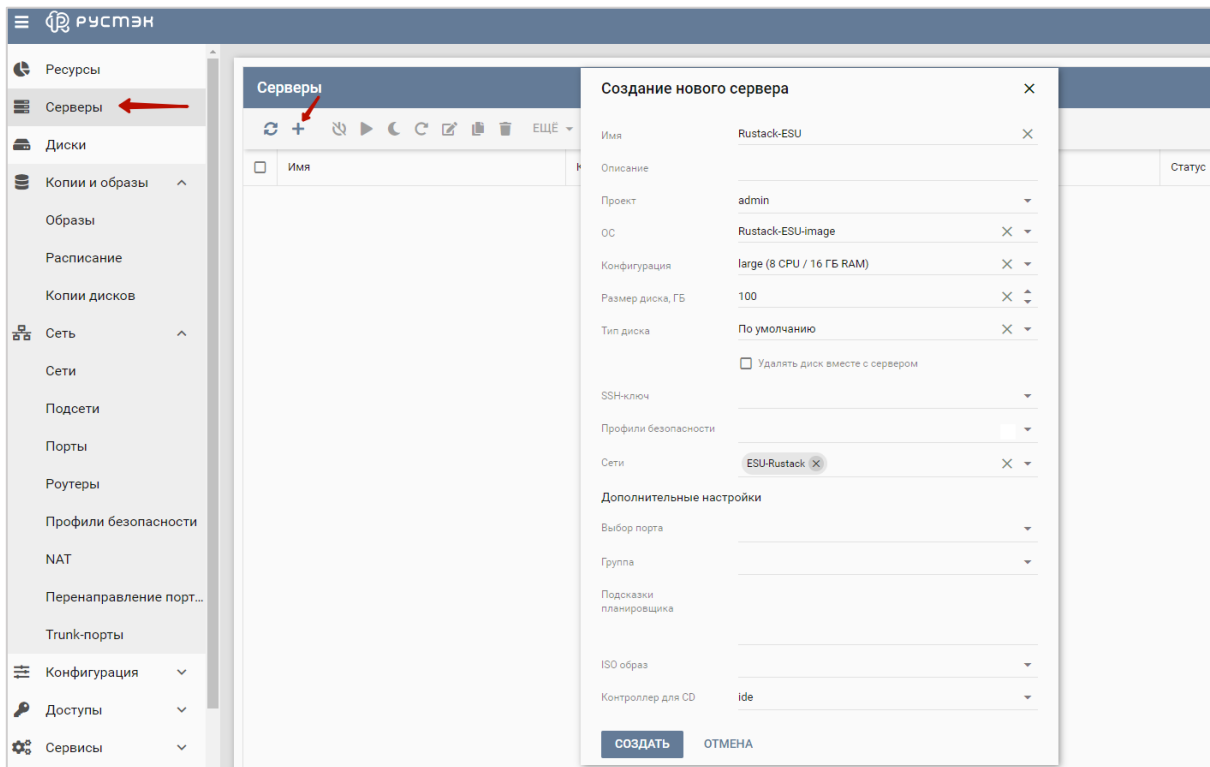 РУСТЭК
Ресурсы
Серверы
Диски
Копии и образы
Образы
Расписание
Копии дисков
Сеть
Сети
Подсети
Порты
Роутеры
Профили безопасности
NAT
Перенаправление порт...
Trunk-порты
Конфигурация
Доступы
Сервисы
Серверы
ЕЩЁ
Имя
К
Статус
Создание нового сервера
Имя Rustack-ESU
Описание
Проект admin
ОС Rustack-ESU-image
Конфигурация large (8 CPU / 16 ГБ RAM)
Размер диска, ГБ 100
Тип диска По умолчанию
Удалять диск вместе с сервером
SSH-ключ
Профили безопасности
Сети ESU-Rustack
Дополнительные настройки
Выбор порта
Группа
Подсказки
планировщика
ISO образ
Контроллер для CD ide
СОЗДАТЬ ОТМЕНА